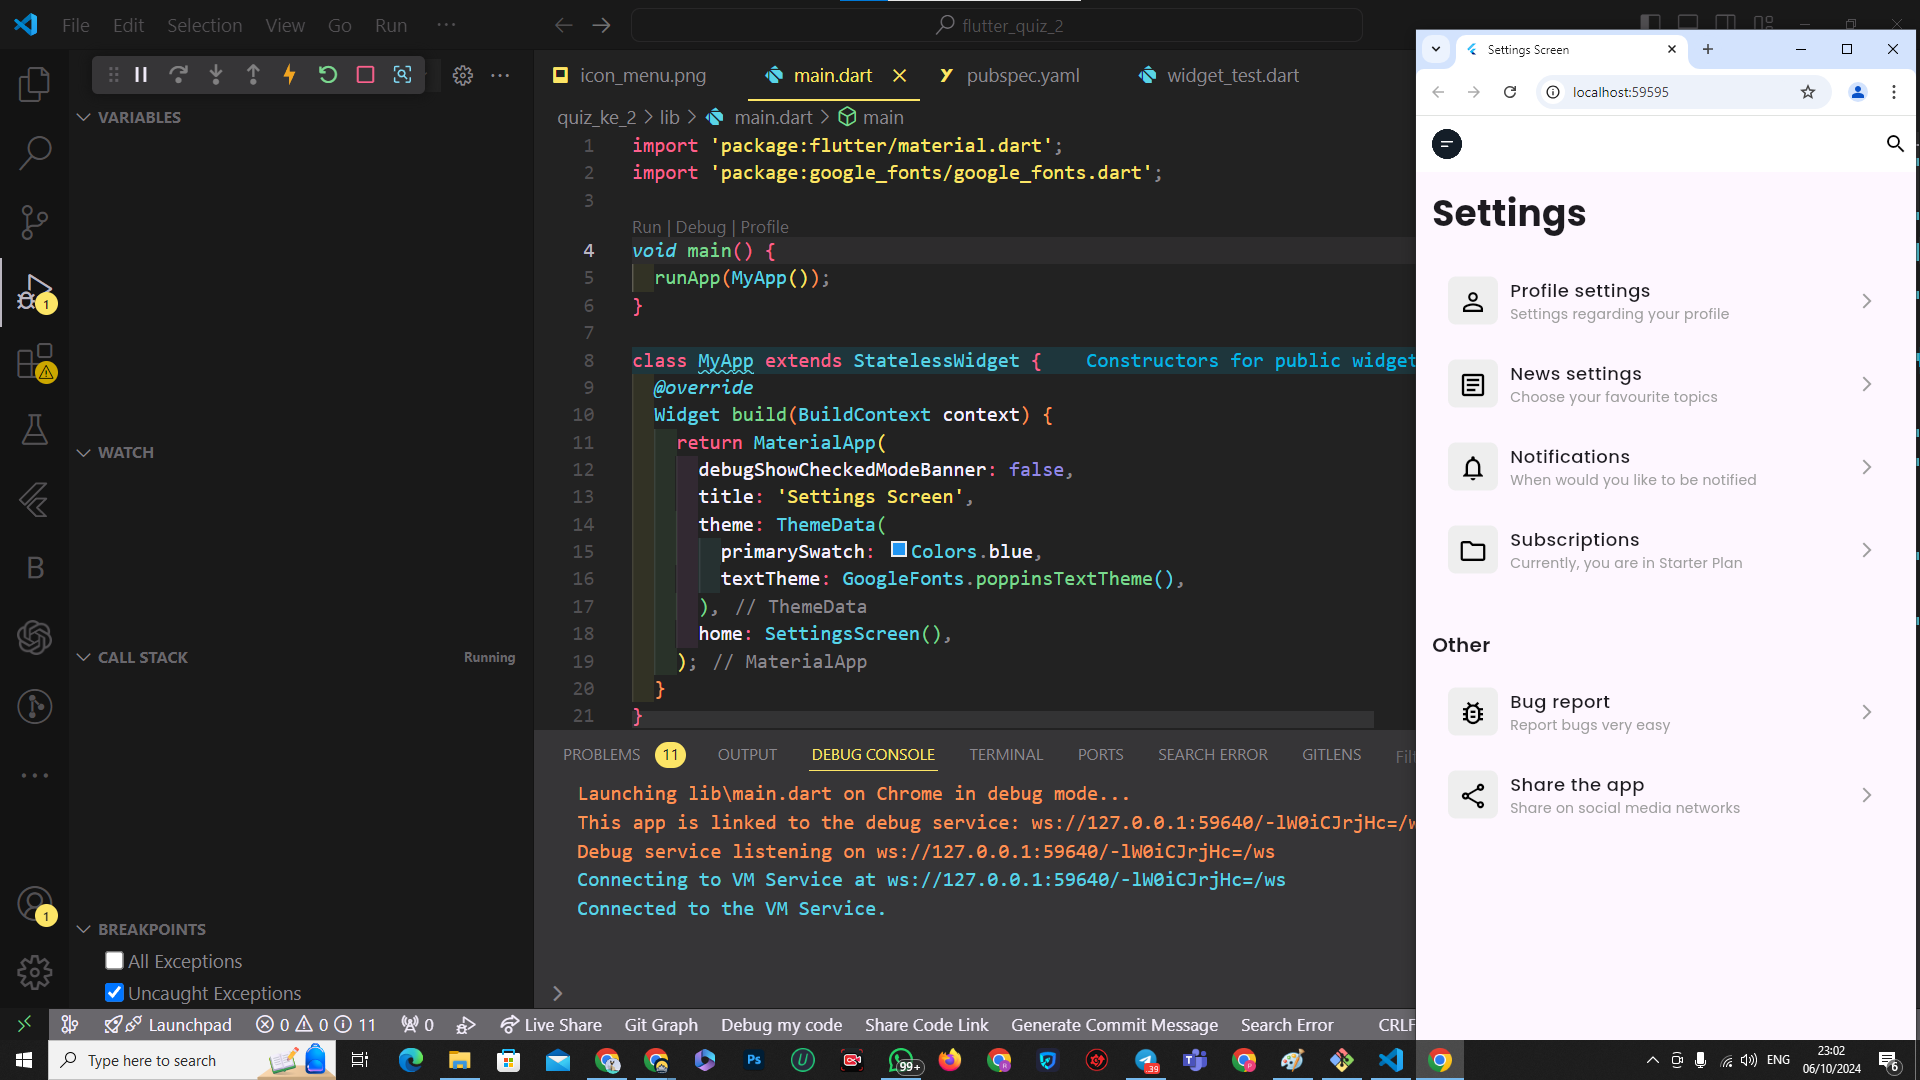 File Edit Selection View Go Run ...
flutter_quiz_2
VARIABLES
WATCH
CALL STACK
Running
BREAKPOINTS
All Exceptions
Uncaught Exceptions
1
B
1
icon_menu.png
main.dart
pubspec.yaml
widget_test.dart
quiz_ke_2 > lib > main.dart > main
1 import 'package:flutter/material.dart';
2 import 'package:google_fonts/google_fonts.dart';
3
Run | Debug | Profile
4 void main() {
5 runApp(MyApp());
6 }
7
8 class MyApp extends StatelessWidget { Constructors for public widget
9 @override
10 Widget build(BuildContext context) {
11 return MaterialApp(
12 debugShowCheckedModeBanner: false,
13 title: 'Settings Screen',
14 theme: ThemeData(
15 primarySwatch: Colors.blue,
16 textTheme: GoogleFonts.poppinsTextTheme(),
17 ), // ThemeData
18 home: SettingsScreen(),
19 ); // MaterialApp
20 }
21 }
PROBLEMS 11 OUTPUT DEBUG CONSOLE TERMINAL PORTS SEARCH ERROR GITLENS Filt
Launching lib\main.dart on Chrome in debug mode...
This app is linked to the debug service: ws://127.0.0.1:59640/-lW0iCJrjHc=/w
Debug service listening on ws://127.0.0.1:59640/-lW0iCJrjHc=/ws
Connecting to VM Service at ws://127.0.0.1:59640/-lW0iCJrjHc=/ws
Connected to the VM Service.
Settings Screen
localhost:59595
Settings
Profile settings
Settings regarding your profile
News settings
Choose your favourite topics
Notifications
When would you like to be notified
Subscriptions
Currently, you are in Starter Plan
Other
Bug report
Report bugs very easy
Share the app
Share on social media networks
Launchpad 0 0 11 0 Live Share Git Graph Debug my code Share Code Link Generate Commit Message Search Error CRLF
Type here to search
Ps
99+
39
ENG
23:02
06/10/2024
6